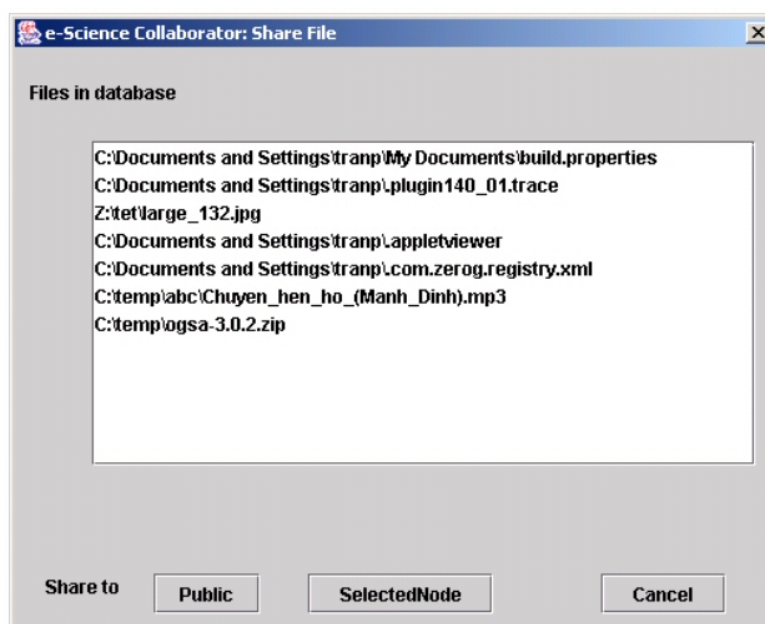 e-Science Collaborator: Share File
Files in database
C:\Documents and Settings\tranp\My Documents\build.properties
C:\Documents and Settings\tranp\.plugin140_01.trace
Z:\tet\large_132.jpg
C:\Documents and Settings\tranp\.appletviewer
C:\Documents and Settings\tranp\.com.zerog.registry.xml
C:\temp\abc\Chuyen_hen_ho_(Manh_Dinh).mp3
C:\temp\ogsa-3.0.2.zip
Share to Public SelectedNode Cancel